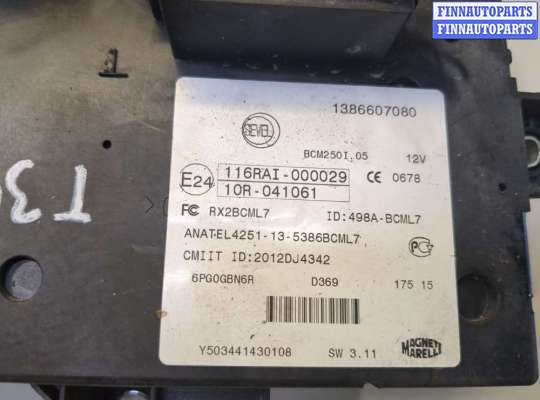 FINNAUTOPARTS
FINNAUTOPARTS
SEVEL
1386607080
BCM250I.05 12V
E24
116RAI-000029
10R-041061
CE 0678
FC RX2BCML7 ID:498A-BCML7
ANATEL4251-13-5386BCML7
CMIIT ID:2012DJ4342
6PG0GBN6R D369 175 15
Y503441430108 SW 3.11
MAGNETI
MARELLI